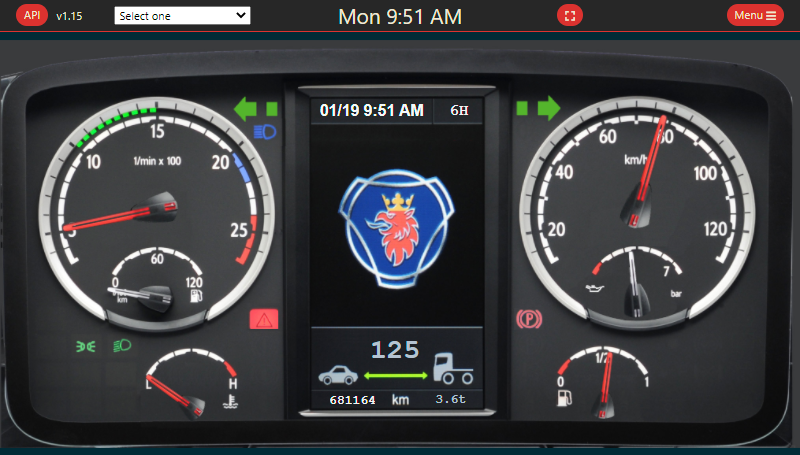 API v1.15 Select one Mon 9:51 AM Menu
01/19 9:51 AM 6H
5 10 15 20 25
1/min x 100
0 60 120
km
20 40 60 80 100 120
km/h
7
bar
L H
125
681164 km 3.6t
0 1/2 1
(P)